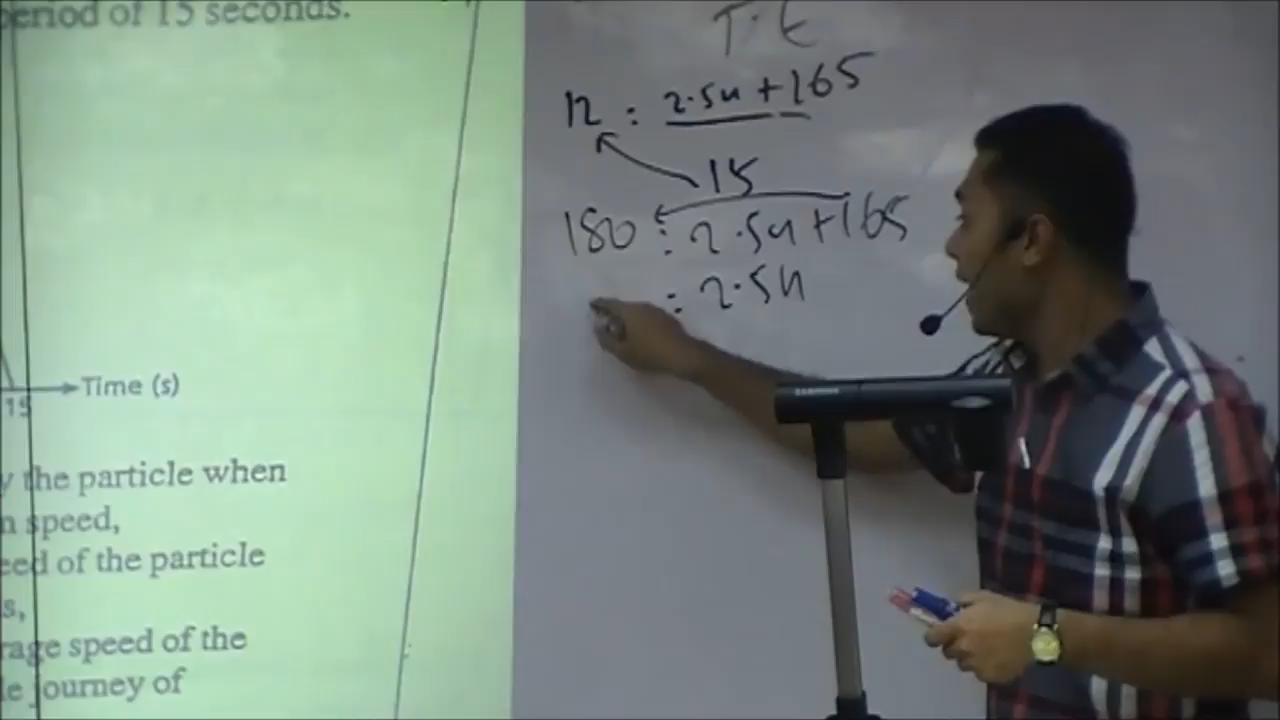 period of 15 seconds.
Time (s)
15
y the particle when
n speed,
eed of the particle
s,
rage speed of the
le journey of
T.t
12 = 2.5u + 165
15
180 = 2.5u + 165
= 2.5u
SAMSUNG